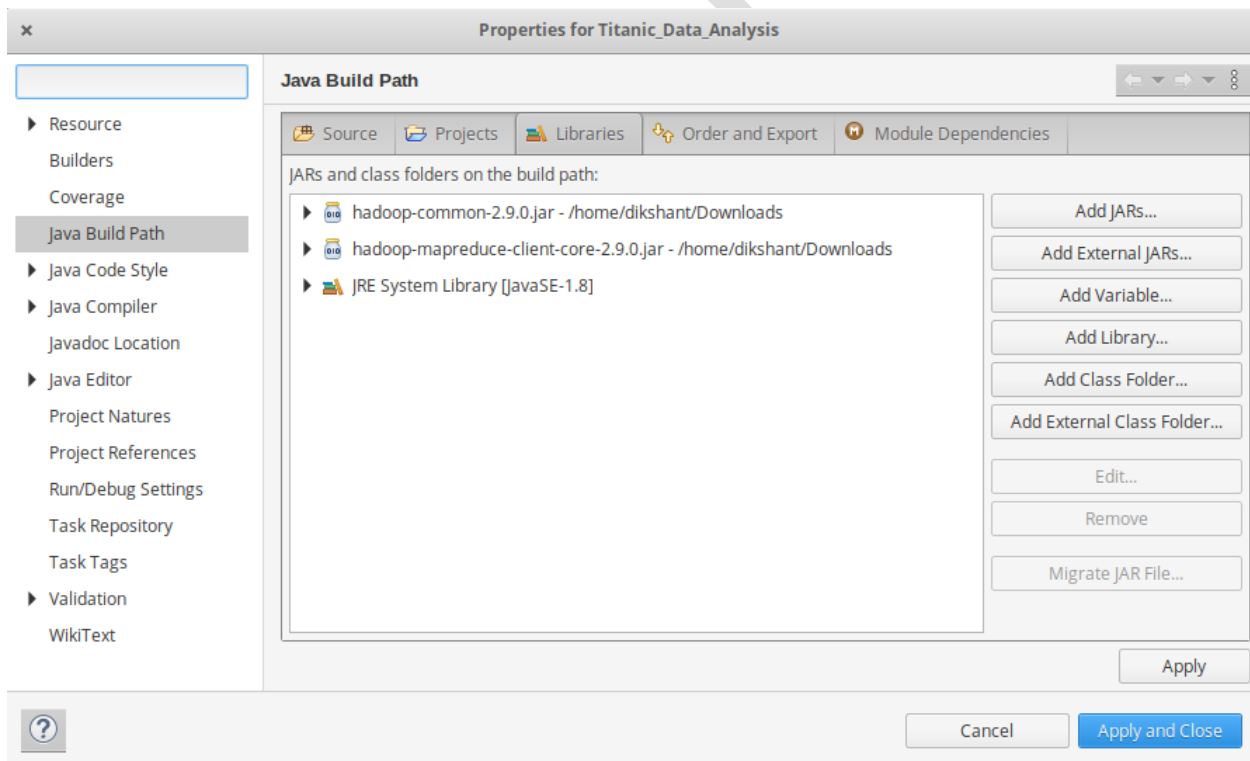 Properties for Titanic_Data_Analysis
Java Build Path
Resource
Builders
Coverage
Java Build Path
Java Code Style
Java Compiler
Javadoc Location
Java Editor
Project Natures
Project References
Run/Debug Settings
Task Repository
Task Tags
Validation
WikiText
Source Projects Libraries Order and Export Module Dependencies
JARs and class folders on the build path:
hadoop-common-2.9.0.jar - /home/dikshant/Downloads
hadoop-mapreduce-client-core-2.9.0.jar - /home/dikshant/Downloads
JRE System Library [JavaSE-1.8]
Add JARs...
Add External JARs...
Add Variable...
Add Library...
Add Class Folder...
Add External Class Folder...
Edit...
Remove
Migrate JAR File...
Apply
Cancel
Apply and Close